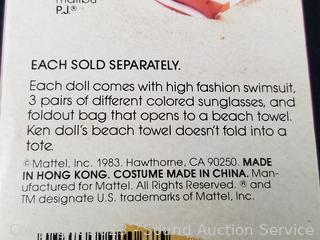 malibu
P.J.®
EACH SOLD SEPARATELY.
Each doll comes with high fashion swimsuit,
3 pairs of different colored sunglasses, and
foldout bag that opens to a beach towel.
Ken doll's beach towel doesn't fold into a
tote.
©Mattel, Inc. 1983. Hawthorne, CA 90250. MADE
IN HONG KONG. COSTUME MADE IN CHINA. Man-
ufactured for Mattel. All Rights Reserved. ® and
TM designate U.S. trademarks of Mattel, Inc.
Sound Auction Service